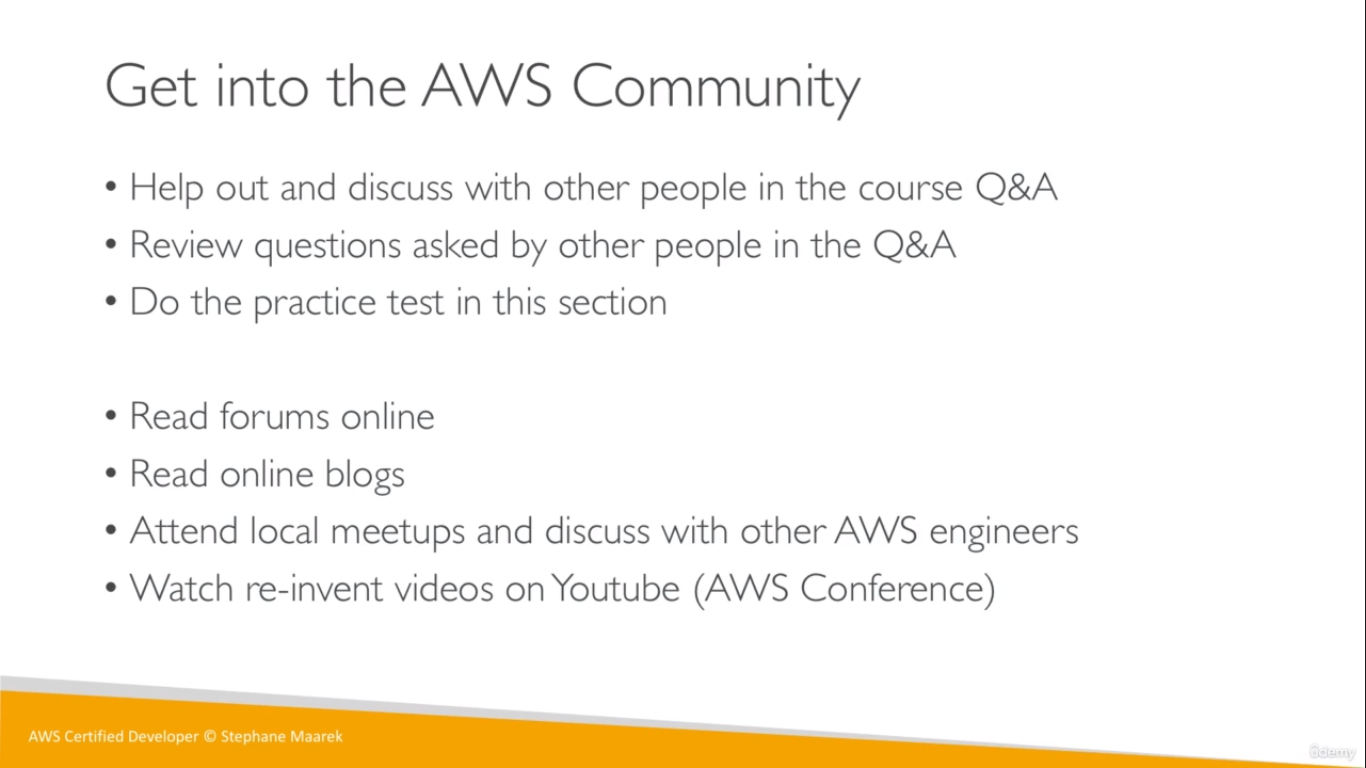 Get into the AWS Community
• Help out and discuss with other people in the course Q&A
• Review questions asked by other people in the Q&A
• Do the practice test in this section
• Read forums online
• Read online blogs
• Attend local meetups and discuss with other AWS engineers
• Watch re-invent videos on Youtube (AWS Conference)
AWS Certified Developer © Stephane Maarek
ûdemy